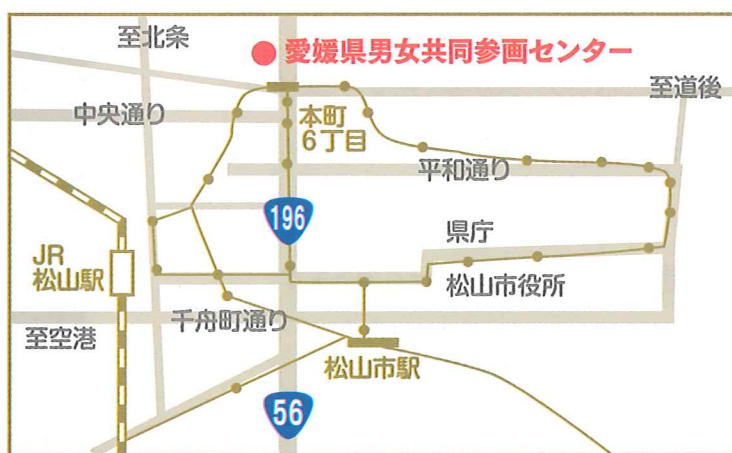 至北条
愛媛県男女共同参画センター
至道後
中央通り
本町
6丁目
平和通り
196
県庁
JR
松山駅
松山市役所
千舟町通り
至空港
松山市駅
56